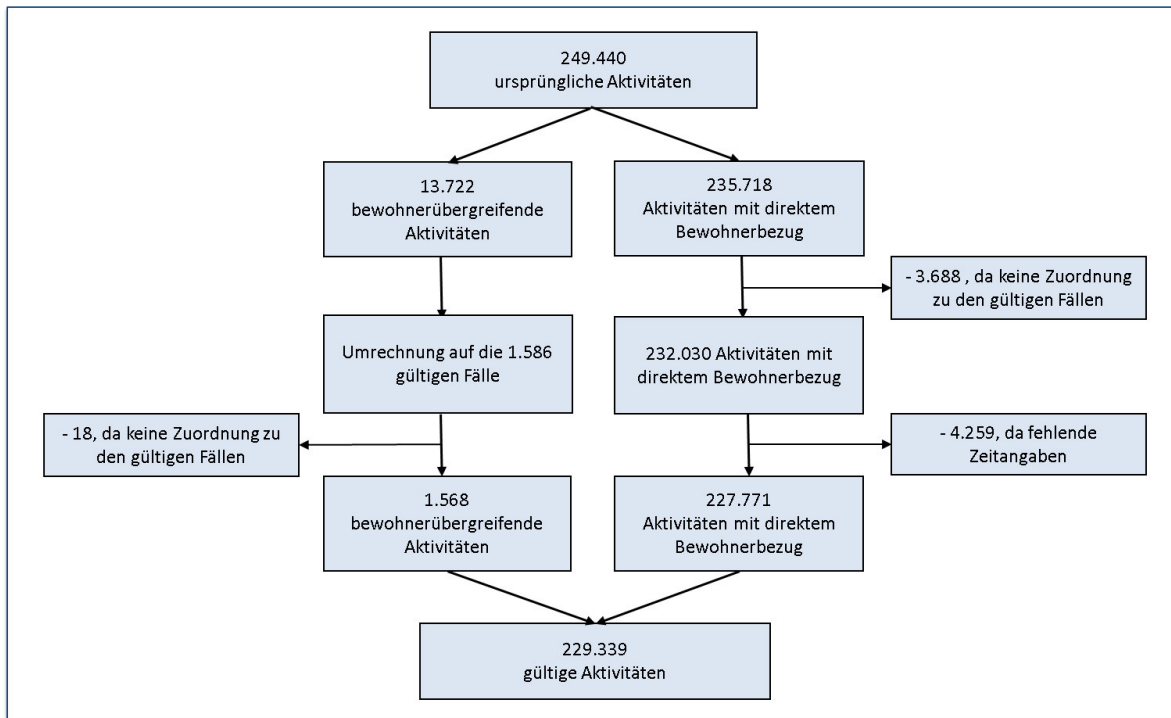 249.440
ursprüngliche Aktivitäten
13.722
bewohnerübergreifende
Aktivitäten
235.718
Aktivitäten mit direktem
Bewohnerbezug
- 3.688 , da keine Zuordnung
zu den gültigen Fällen
Umrechnung auf die 1.586
gültigen Fälle
232.030 Aktivitäten mit
direktem Bewohnerbezug
- 18, da keine Zuordnung zu
den gültigen Fällen
- 4.259, da fehlende
Zeitangaben
1.568
bewohnerübergreifende
Aktivitäten
227.771
Aktivitäten mit direktem
Bewohnerbezug
229.339
gültige Aktivitäten